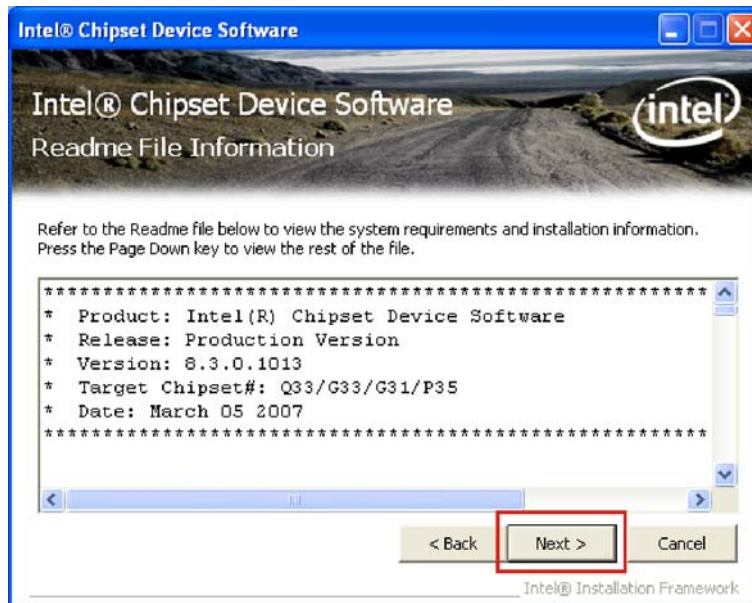 Intel® Chipset Device Software
Intel® Chipset Device Software
intel
Readme File Information
Refer to the Readme file below to view the system requirements and installation information.
Press the Page Down key to view the rest of the file.
********************************************************
* Product: Intel(R) Chipset Device Software
* Release: Production Version
* Version: 8.3.0.1013
* Target Chipset#: Q33/G33/G31/P35
* Date: March 05 2007
********************************************************
< Back
Next >
Cancel
Intel® Installation Framework